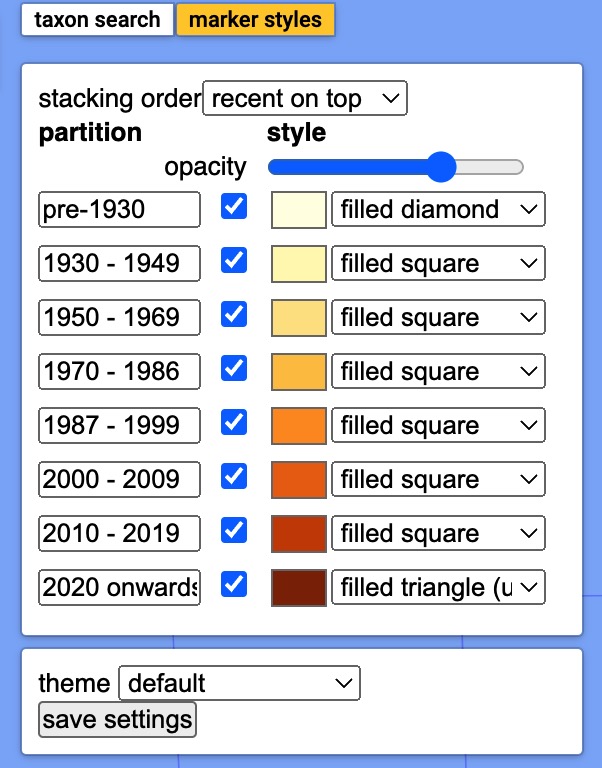 taxon search marker styles
stacking order recent on top
partition style
opacity
pre-1930 filled diamond
1930 - 1949 filled square
1950 - 1969 filled square
1970 - 1986 filled square
1987 - 1999 filled square
2000 - 2009 filled square
2010 - 2019 filled square
2020 onwards filled triangle (u
theme default
save settings